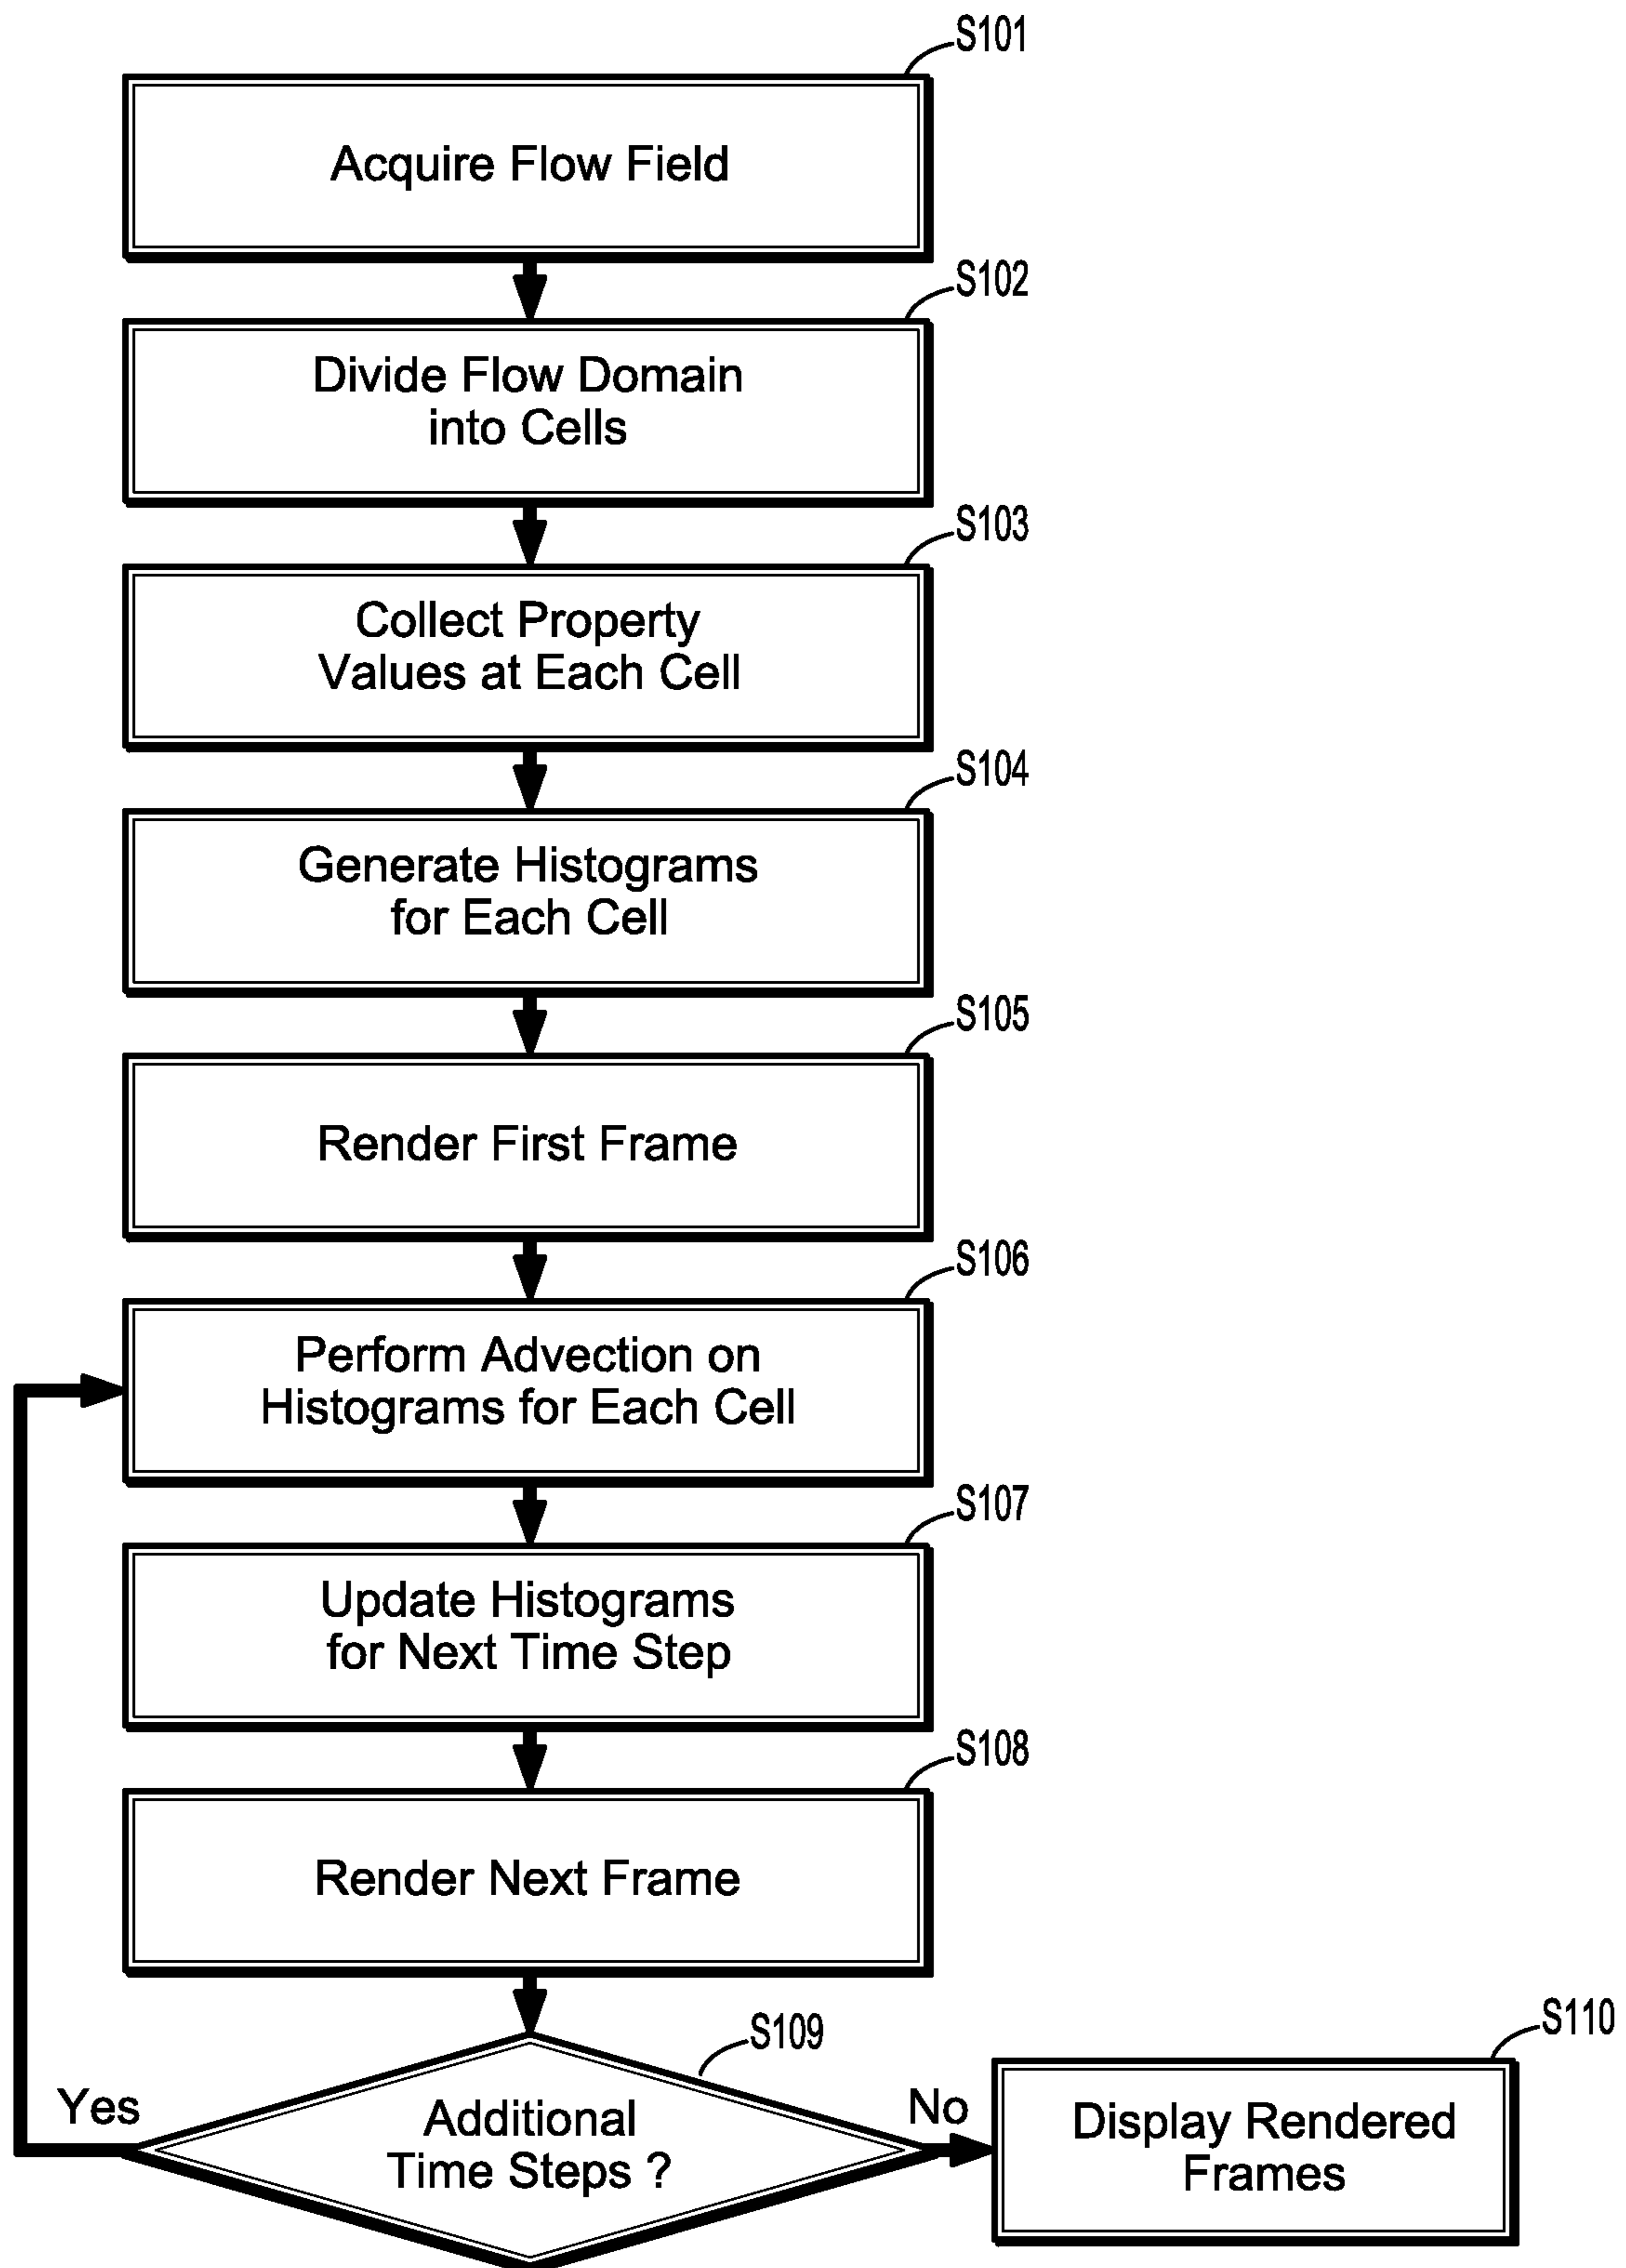 S101
Acquire Flow Field
S102
Divide Flow Domain
into Cells
S103
Collect Property
Values at Each Cell
S104
Generate Histograms
for Each Cell
S105
Render First Frame
S106
Perform Advection on
Histograms for Each Cell
S107
Update Histograms
for Next Time Step
S108
Render Next Frame
S109
Additional
Time Steps ?
Yes
No
S110
Display Rendered
Frames